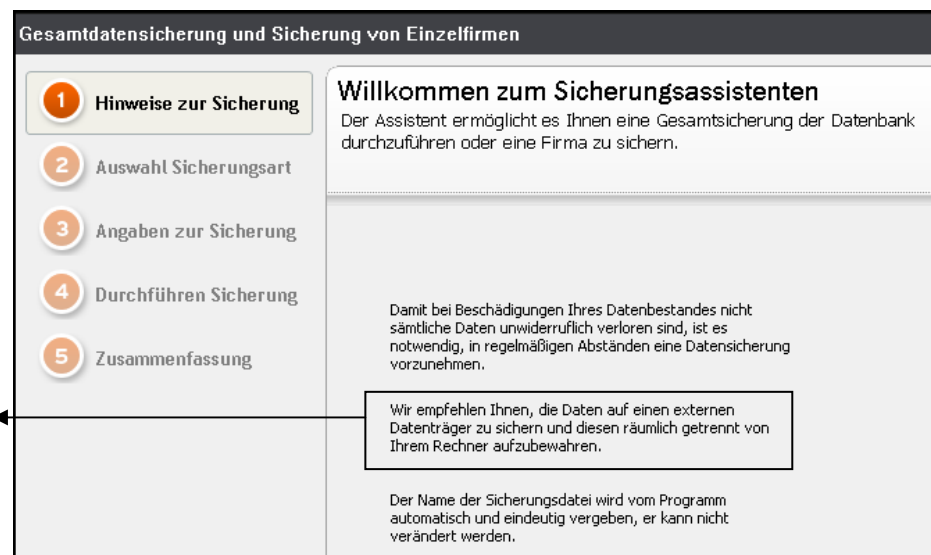 Gesamtdatensicherung und Sicherung von Einzelfirmen
1 Hinweise zur Sicherung
2 Auswahl Sicherungsart
3 Angaben zur Sicherung
4 Durchführen Sicherung
5 Zusammenfassung
Willkommen zum Sicherungsassistenten
Der Assistent ermöglicht es Ihnen eine Gesamtsicherung der Datenbank
durchzuführen oder eine Firma zu sichern.
Damit bei Beschädigungen Ihres Datenbestandes nicht
sämtliche Daten unwiderruflich verloren sind, ist es
notwendig, in regelmäßigen Abständen eine Datensicherung
vorzunehmen.
Wir empfehlen Ihnen, die Daten auf einen externen
Datenträger zu sichern und diesen räumlich getrennt von
Ihrem Rechner aufzubewahren.
Der Name der Sicherungsdatei wird vom Programm
automatisch und eindeutig vergeben, er kann nicht
verändert werden.